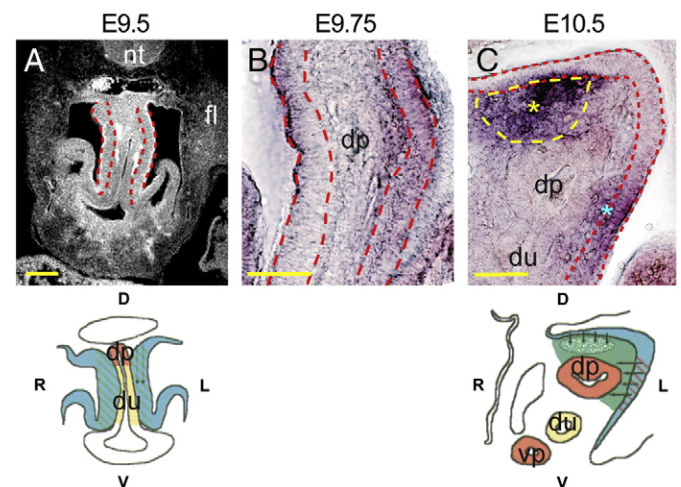 E9.5 E9.75 E10.5
A B C
nt
fl
dp
dp
*
*
du
D D
dp
R du L
V
R dp L
du
vp
V